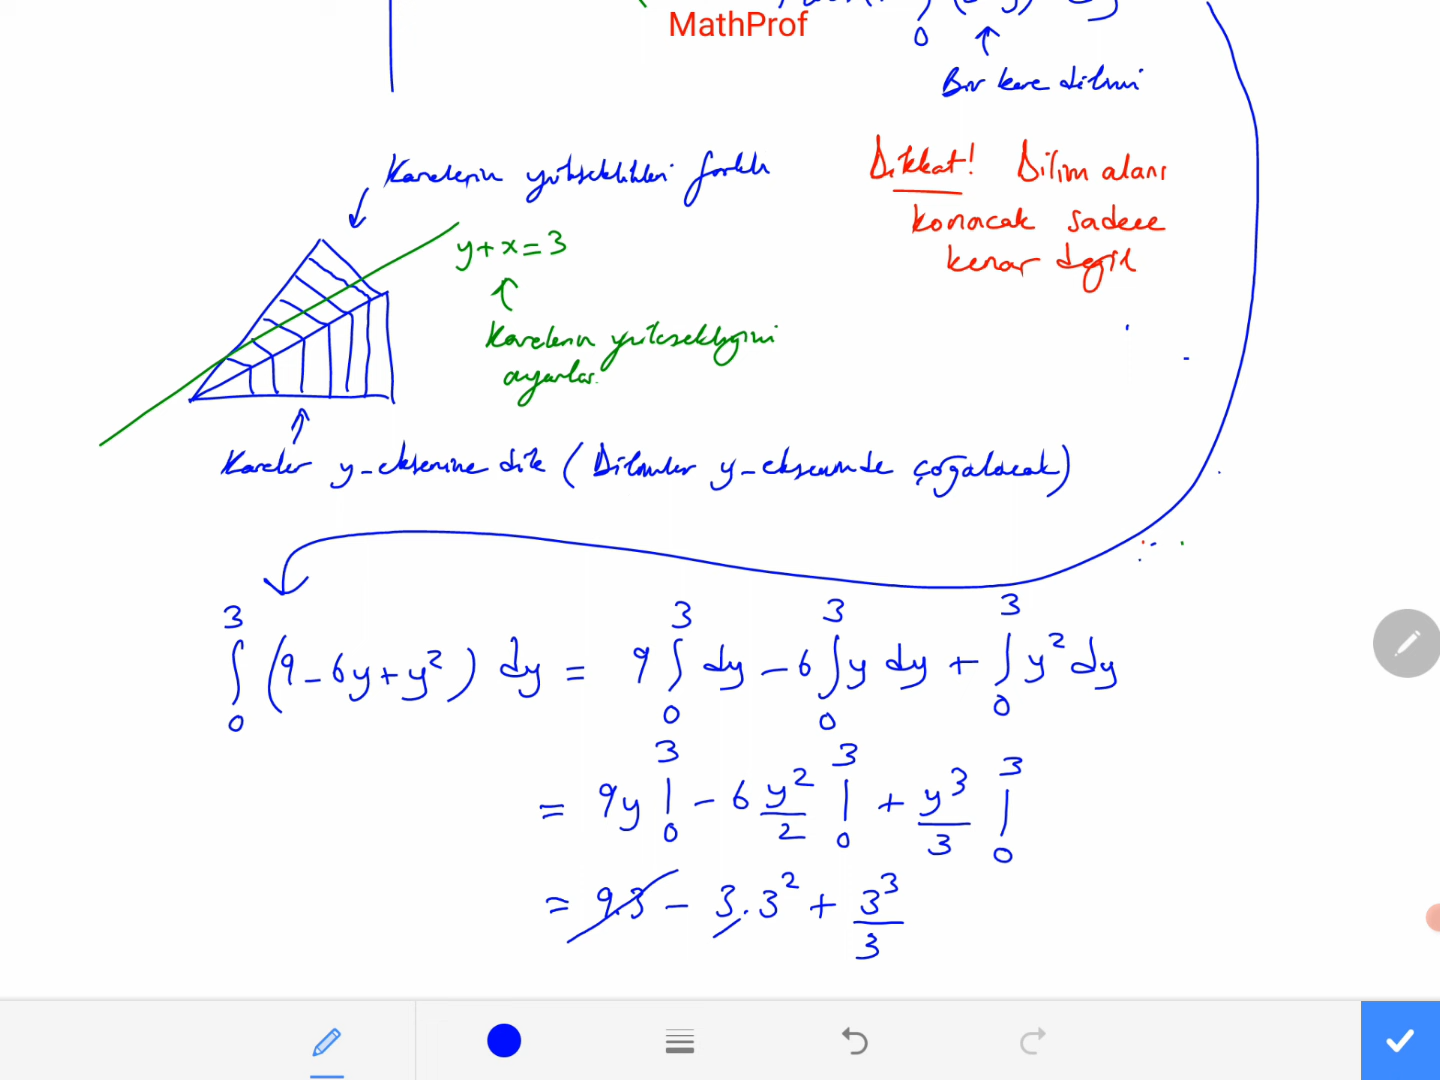 MathProf
0
Bir kare dilimi
Karelerin yükseklikleri farklı
Dikkat! Dilim alanı
konacak sadece
kenar değil
y+x=3
Karelerin yüksekliğini
ayarlar.
Kareler y-eksenine dik (Dilimler y-ekseninde çoğalacak)
∫₀³ (9-6y+y²) dy = 9∫₀³ dy - 6∫₀³ y dy + ∫₀³ y² dy
= 9y |₀³ - 6 y²/2 |₀³ + y³/3 |₀³
= 9.3 - 3.3² + 3³/3